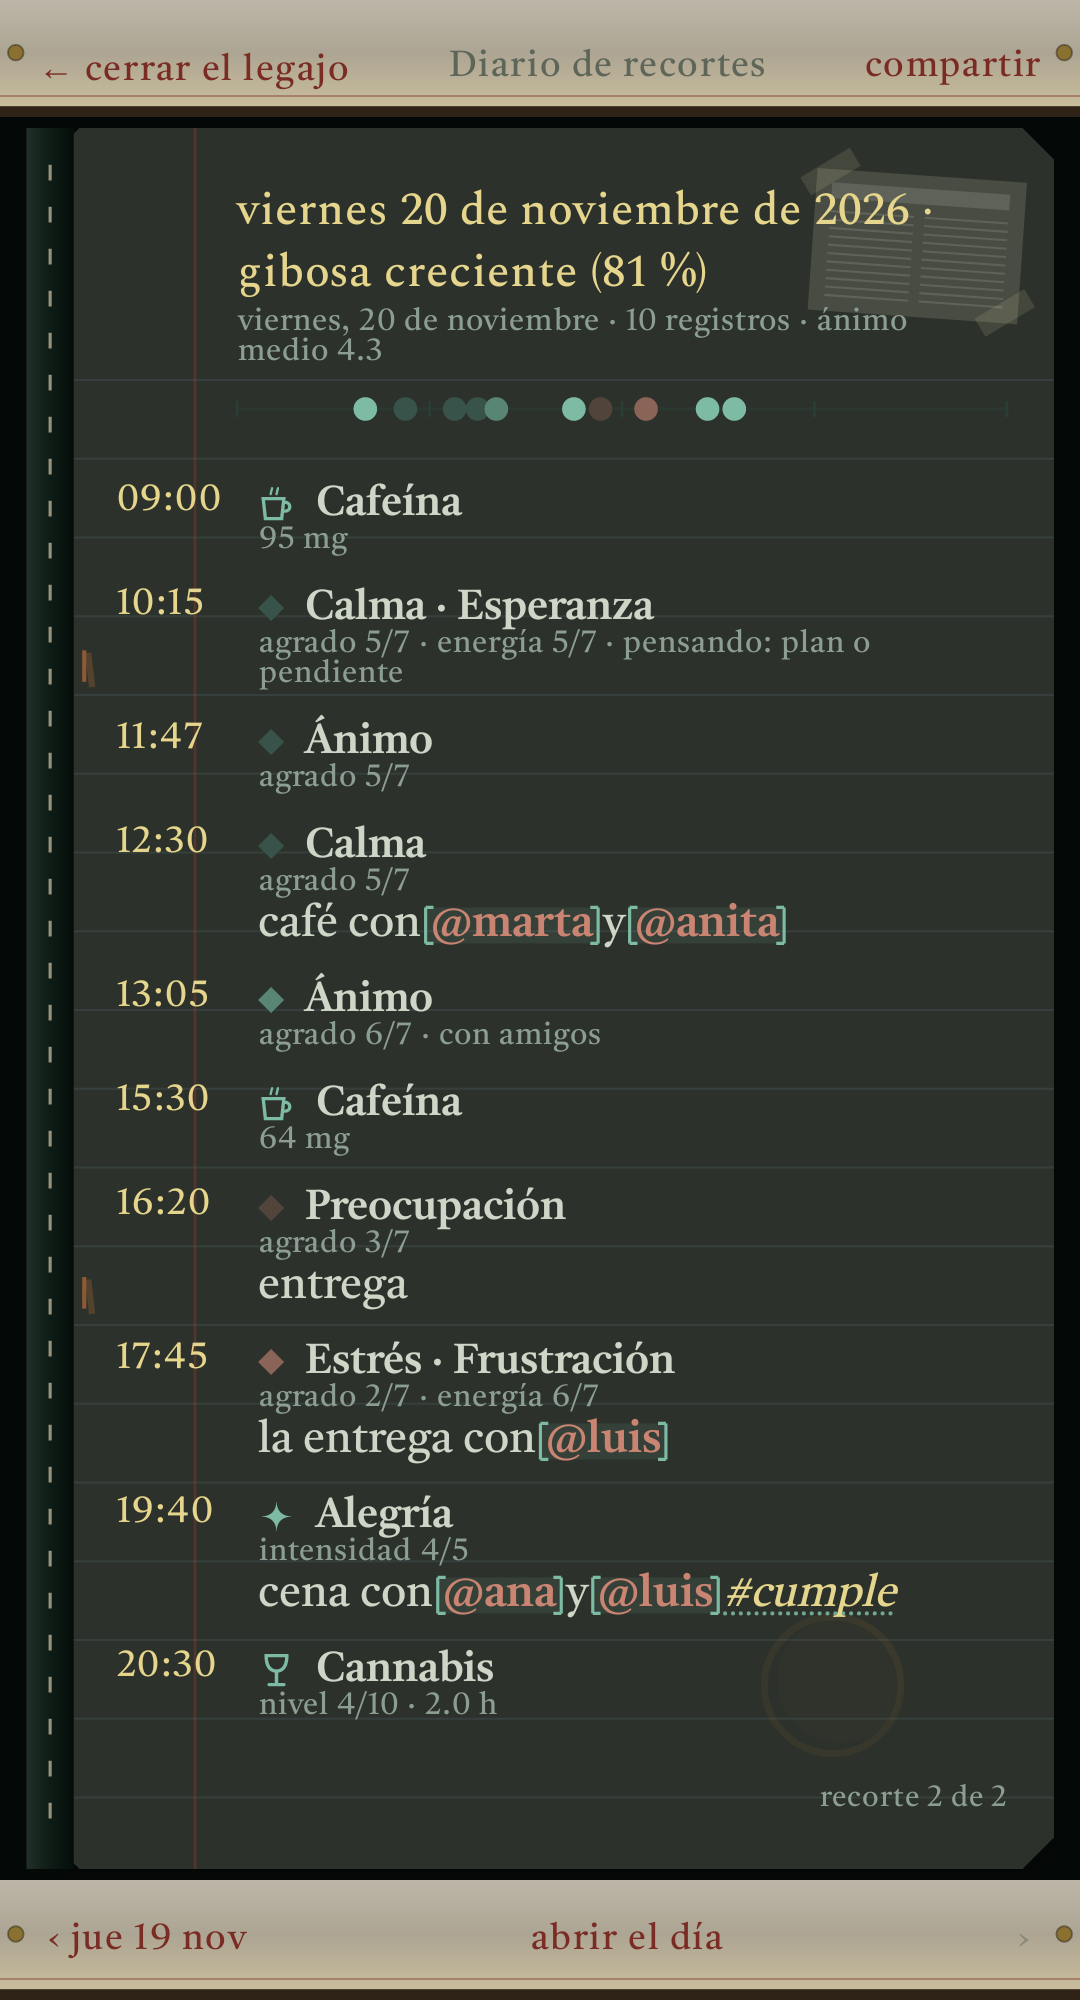 ← cerrar el legajo
Diario de recortes
compartir
viernes 20 de noviembre de 2026 ·
gibosa creciente (81 %)
viernes, 20 de noviembre · 10 registros · ánimo
medio 4.3
09:00 Cafeína
95 mg
10:15 Calma · Esperanza
agrado 5/7 · energía 5/7 · pensando: plan o
pendiente
11:47 Ánimo
agrado 5/7
12:30 Calma
agrado 5/7
café con[@marta]y[@anita]
13:05 Ánimo
agrado 6/7 · con amigos
15:30 Cafeína
64 mg
16:20 Preocupación
agrado 3/7
entrega
17:45 Estrés · Frustración
agrado 2/7 · energía 6/7
la entrega con[@luis]
19:40 Alegría
intensidad 4/5
cena con[@ana]y[@luis]#cumple
20:30 Cannabis
nivel 4/10 · 2.0 h
recorte 2 de 2
‹ jue 19 nov
abrir el día
›